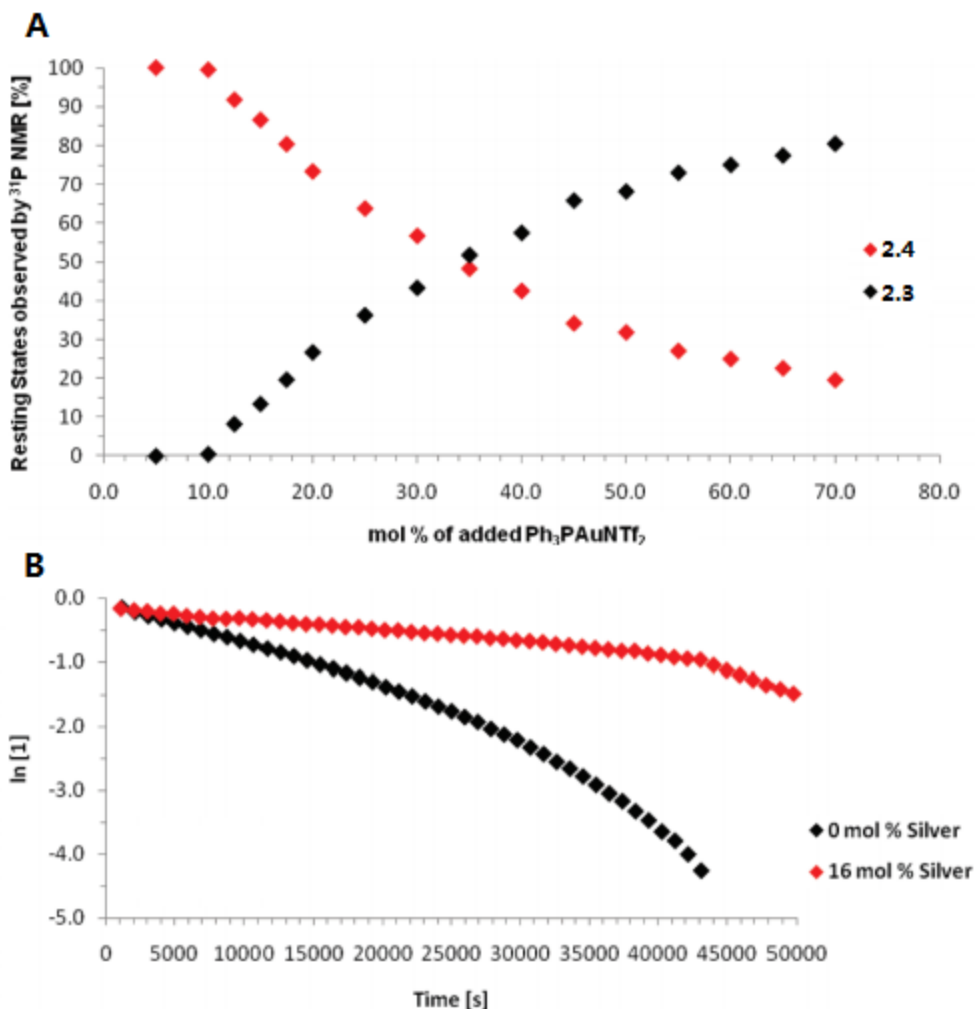 A
Resting States observed by ³¹P NMR [%]
100
90
80
70
60
50
40
30
20
10
0
0.0 10.0 20.0 30.0 40.0 50.0 60.0 70.0 80.0
mol % of added Ph₃PAuNTf₂
2.4
2.3
B
ln [1]
0.0
-1.0
-2.0
-3.0
-4.0
-5.0
0 5000 10000 15000 20000 25000 30000 35000 40000 45000 50000
Time [s]
0 mol % Silver
16 mol % Silver